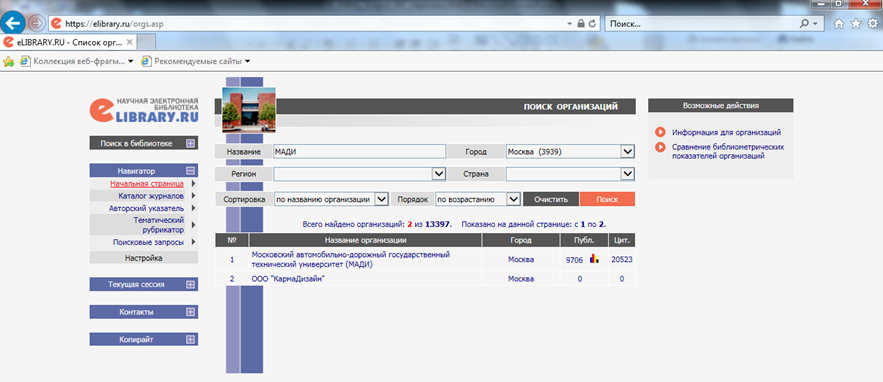 https://elibrary.ru/orgs.asp
Поиск...
eLIBRARY.RU - Список орг...
Коллекция веб-фрагм...
Рекомендуемые сайты
НАУЧНАЯ ЭЛЕКТРОННАЯ
БИБЛИОТЕКА
eLIBRARY.RU
ПОИСК ОРГАНИЗАЦИЙ
Возможные действия
Информация для организаций
Сравнение библиометрических
показателей организаций
Поиск в библиотеке
Навигатор
Начальная страница
Каталог журналов
Авторский указатель
Тематический
рубрикатор
Поисковые запросы
Настройка
Текущая сессия
Контакты
Копирайт
Название МАДИ Город Москва (3939)
Регион Страна
Сортировка по названию организации Порядок по возрастанию Очистить Поиск
Всего найдено организаций: 2 из 13397. Показано на данной странице: с 1 по 2.
№ Название организации Город Публ. Цит.
1 Московский автомобильно-дорожный государственный
технический университет (МАДИ) Москва 9706 20523
2 ООО "КармаДизайн" Москва 0 0